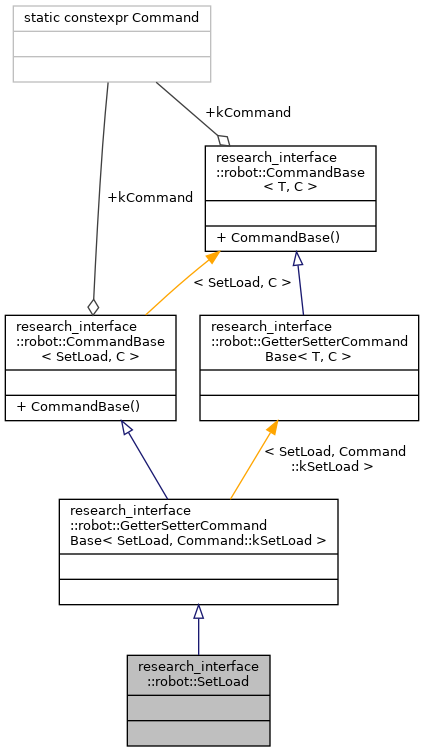 static constexpr Command
+kCommand
research_interface
::robot::CommandBase
< T, C >
+ CommandBase()
+kCommand
< SetLoad, C >
research_interface
::robot::CommandBase
< SetLoad, C >
+ CommandBase()
research_interface
::robot::GetterSetterCommand
Base< T, C >
< SetLoad, Command
::kSetLoad >
research_interface
::robot::GetterSetterCommand
Base< SetLoad, Command::kSetLoad >
research_interface
::robot::SetLoad